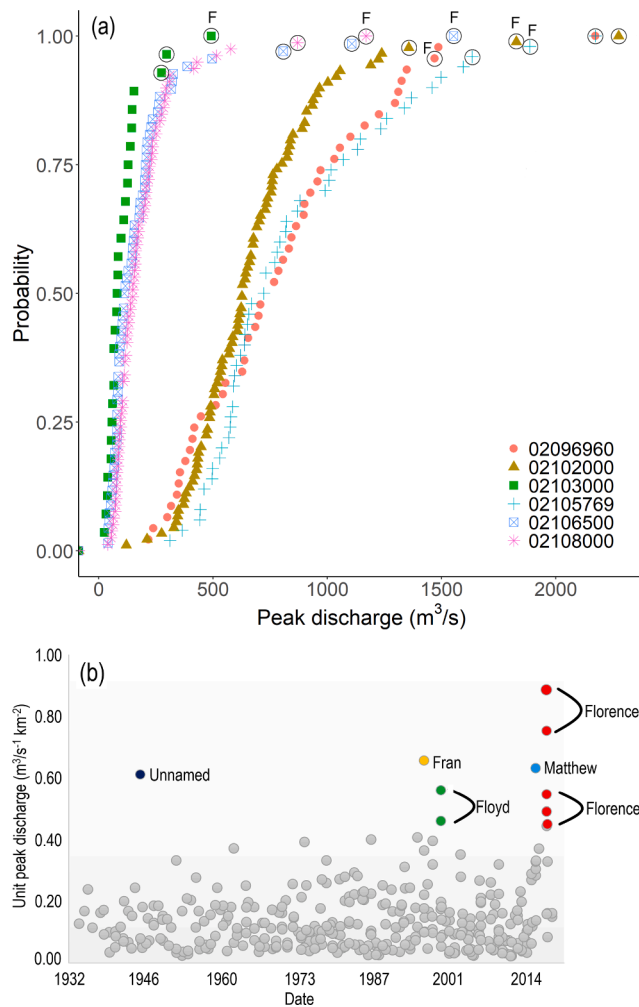 (a)
F
F
F
F
F
F
1.00
0.75
0.50
0.25
0.00
Probability
02096960
02102000
02103000
02105769
02106500
02108000
0
500
1000
1500
2000
Peak discharge (m³/s)
(b)
1.00
0.80
0.60
0.40
0.20
0.00
Unit peak discharge (m³/s⁻¹ km⁻²)
Florence
Unnamed
Fran
Matthew
Floyd
Florence
1932
1946
1960
1973
1987
2001
2014
Date